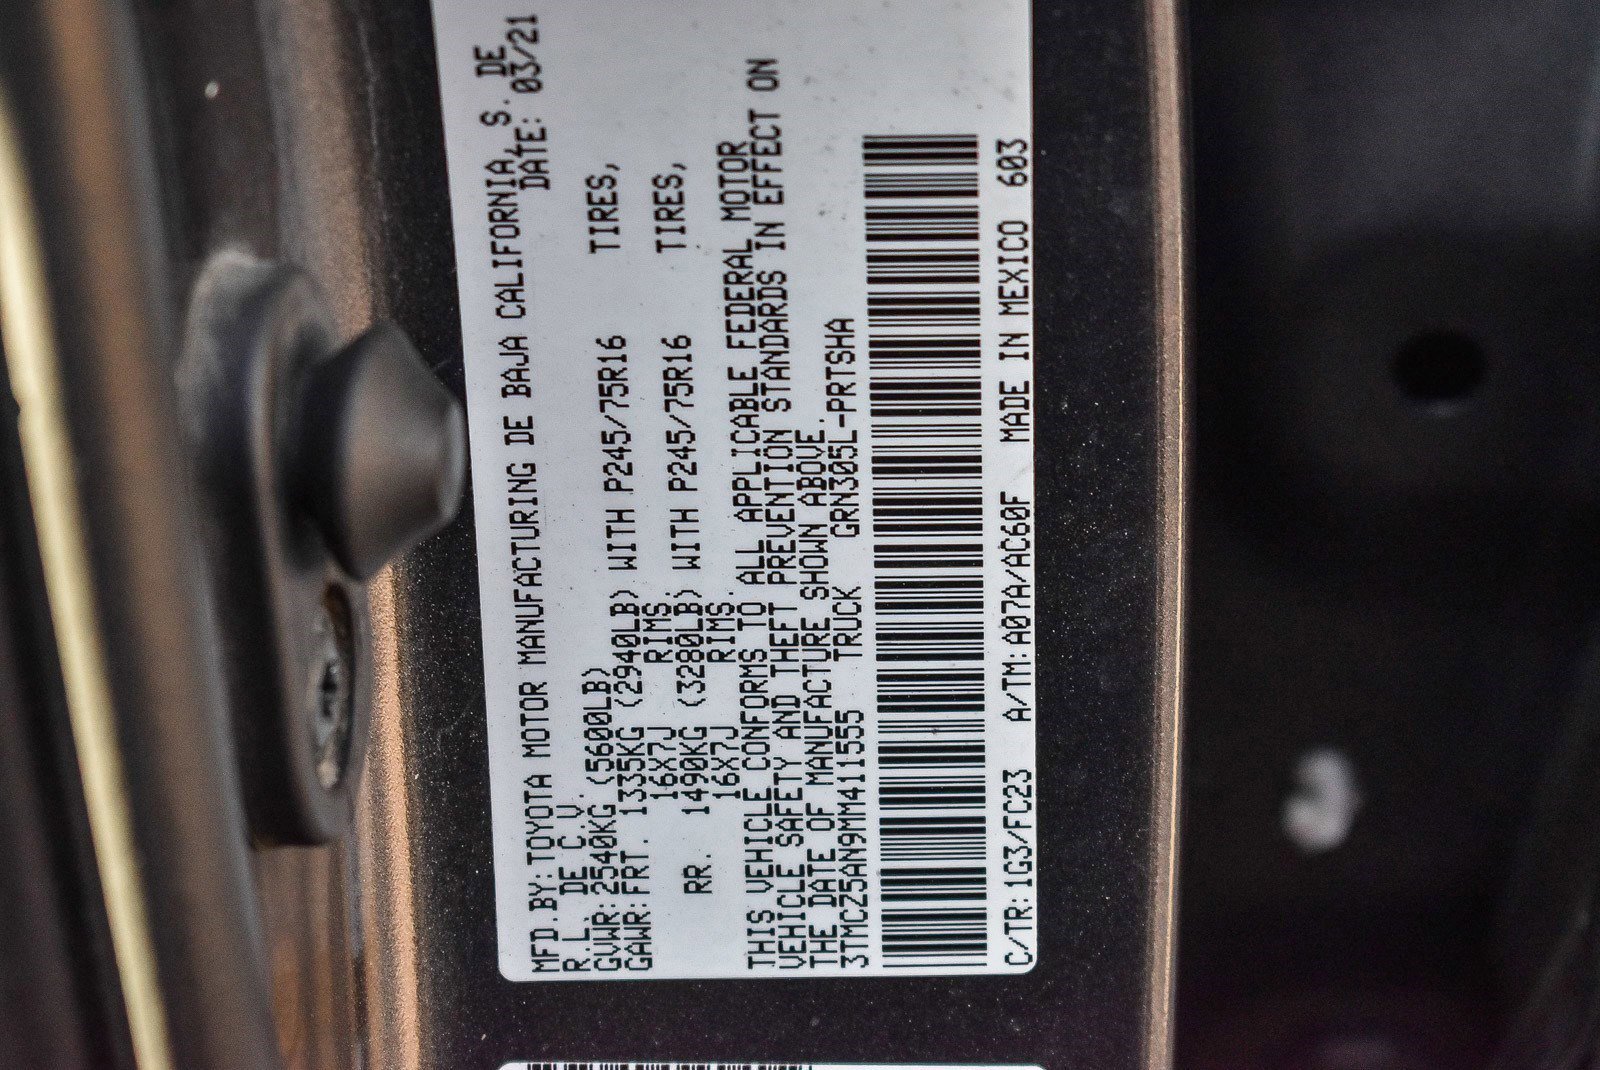 MFD.BY:TOYOTA MOTOR MANUFACTURING DE BAJA CALIFORNIA, S. DE
R.L. DE C.V. DATE: 03/21
GVWR:2540KG (5600LB)
GAWR:FRT. 1335KG (2940LB) WITH P245/75R16 TIRES,
16X7J RIMS.
RR. 1490KG (3280LB) WITH P245/75R16 TIRES,
16X7J RIMS.
THIS VEHICLE CONFORMS TO ALL APPLICABLE FEDERAL MOTOR
VEHICLE SAFETY AND THEFT PREVENTION STANDARDS IN EFFECT ON
THE DATE OF MANUFACTURE SHOWN ABOVE.
3TMCZ5AN9MM411555 TRUCK GRN305L-PRTSHA
C/TR:1G3/FC23 A/TM:A07A/AC60F MADE IN MEXICO 603